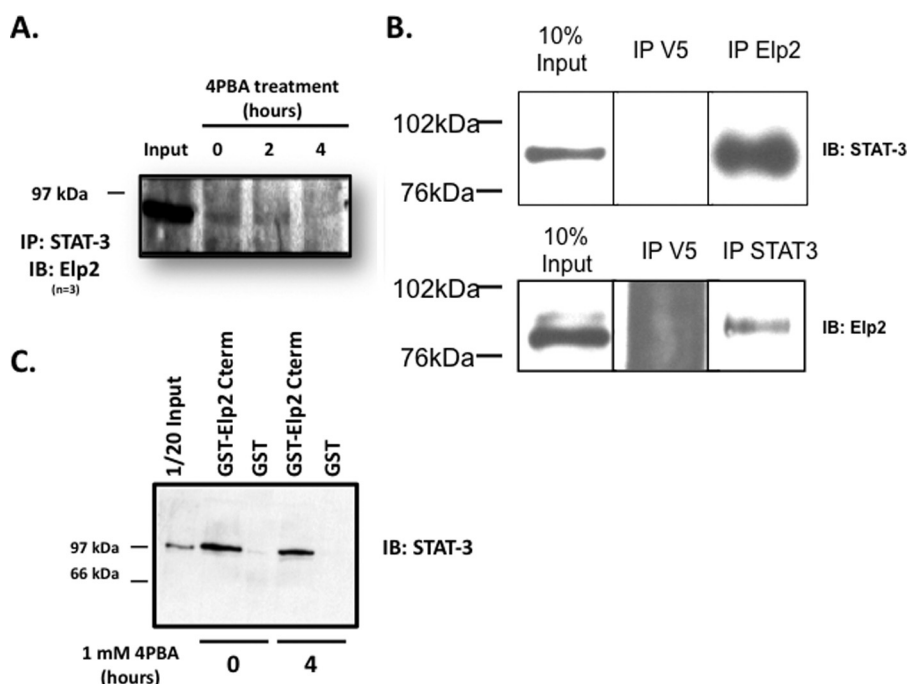 A.
4PBA treatment
(hours)
Input 0 2 4
97 kDa
IP: STAT-3
IB: Elp2
(n=3)
B.
10%
Input IP V5 IP Elp2
102kDa
76kDa
IB: STAT-3
10%
Input IP V5 IP STAT3
102kDa
76kDa
IB: Elp2
C.
1/20 Input
GST-Elp2 Cterm
GST
GST-Elp2 Cterm
GST
97 kDa
66 kDa
IB: STAT-3
1 mM 4PBA
(hours)
0 4